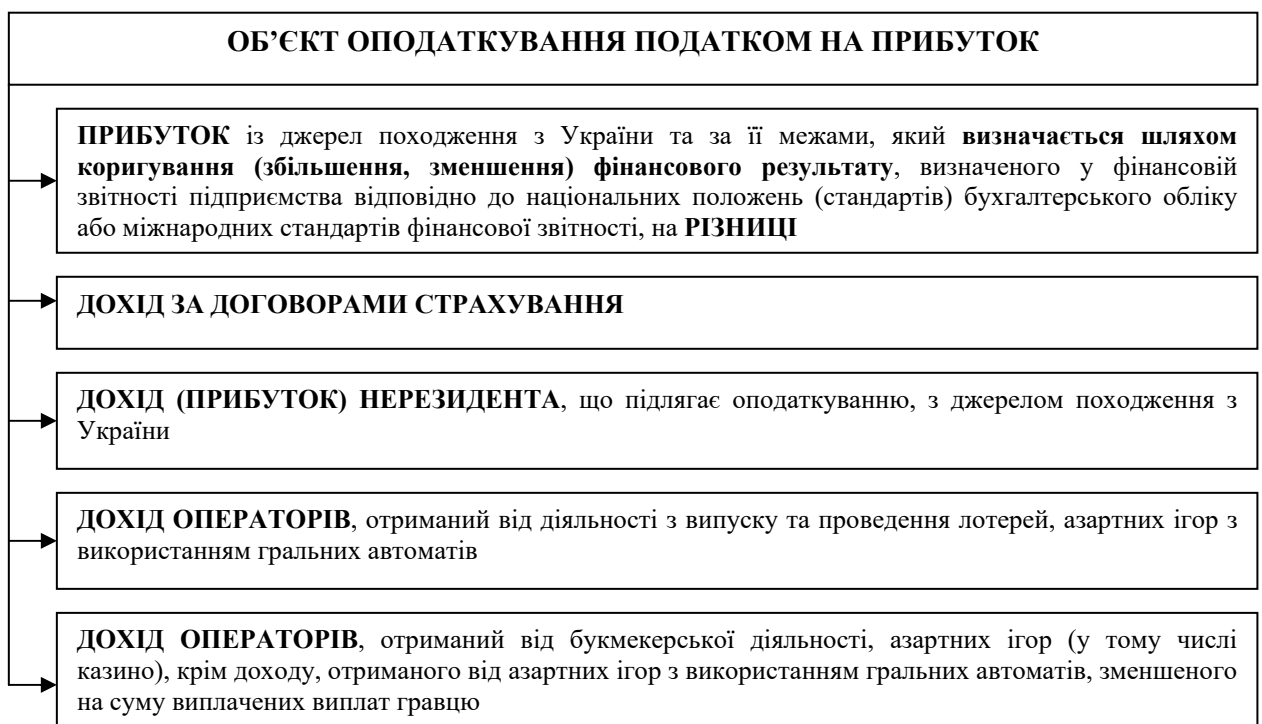 ОБ’ЄКТ ОПОДАТКУВАННЯ ПОДАТКОМ НА ПРИБУТОК
ПРИБУТОК із джерел походження з України та за її межами, який визначається шляхом
коригування (збільшення, зменшення) фінансового результату, визначеного у фінансовій
звітності підприємства відповідно до національних положень (стандартів) бухгалтерського обліку
або міжнародних стандартів фінансової звітності, на РІЗНИЦІ
ДОХІД ЗА ДОГОВОРАМИ СТРАХУВАННЯ
ДОХІД (ПРИБУТОК) НЕРЕЗИДЕНТА, що підлягає оподаткуванню, з джерелом походження з
України
ДОХІД ОПЕРАТОРІВ, отриманий від діяльності з випуску та проведення лотерей, азартних ігор з
використанням гральних автоматів
ДОХІД ОПЕРАТОРІВ, отриманий від букмекерської діяльності, азартних ігор (у тому числі
казино), крім доходу, отриманого від азартних ігор з використанням гральних автоматів, зменшеного
на суму виплачених виплат гравцю